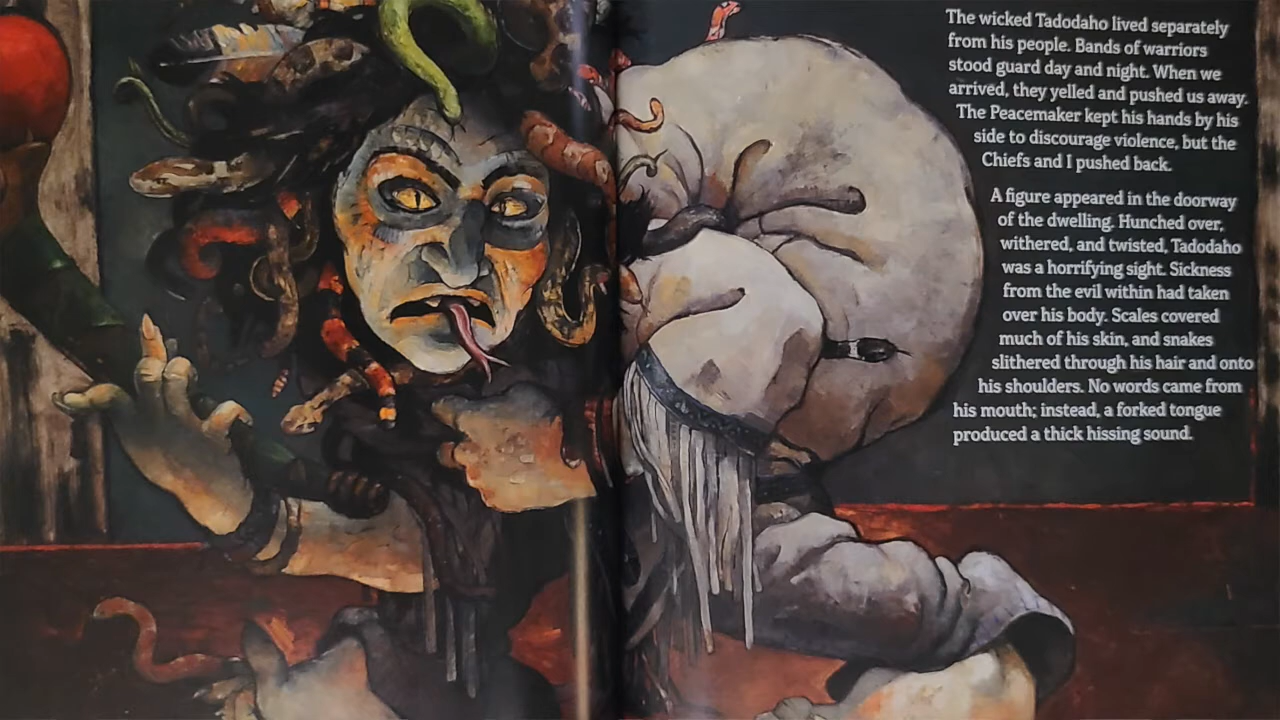 The wicked Tadodaho lived separately
from his people. Bands of warriors
stood guard day and night. When we
arrived, they yelled and pushed us away.
The Peacemaker kept his hands by his
side to discourage violence, but the
Chiefs and I pushed back.
A figure appeared in the doorway
of the dwelling. Hunched over,
withered, and twisted, Tadodaho
was a horrifying sight. Sickness
from the evil within had taken
over his body. Scales covered
much of his skin, and snakes
slithered through his hair and onto
his shoulders. No words came from
his mouth; instead, a forked tongue
produced a thick hissing sound.